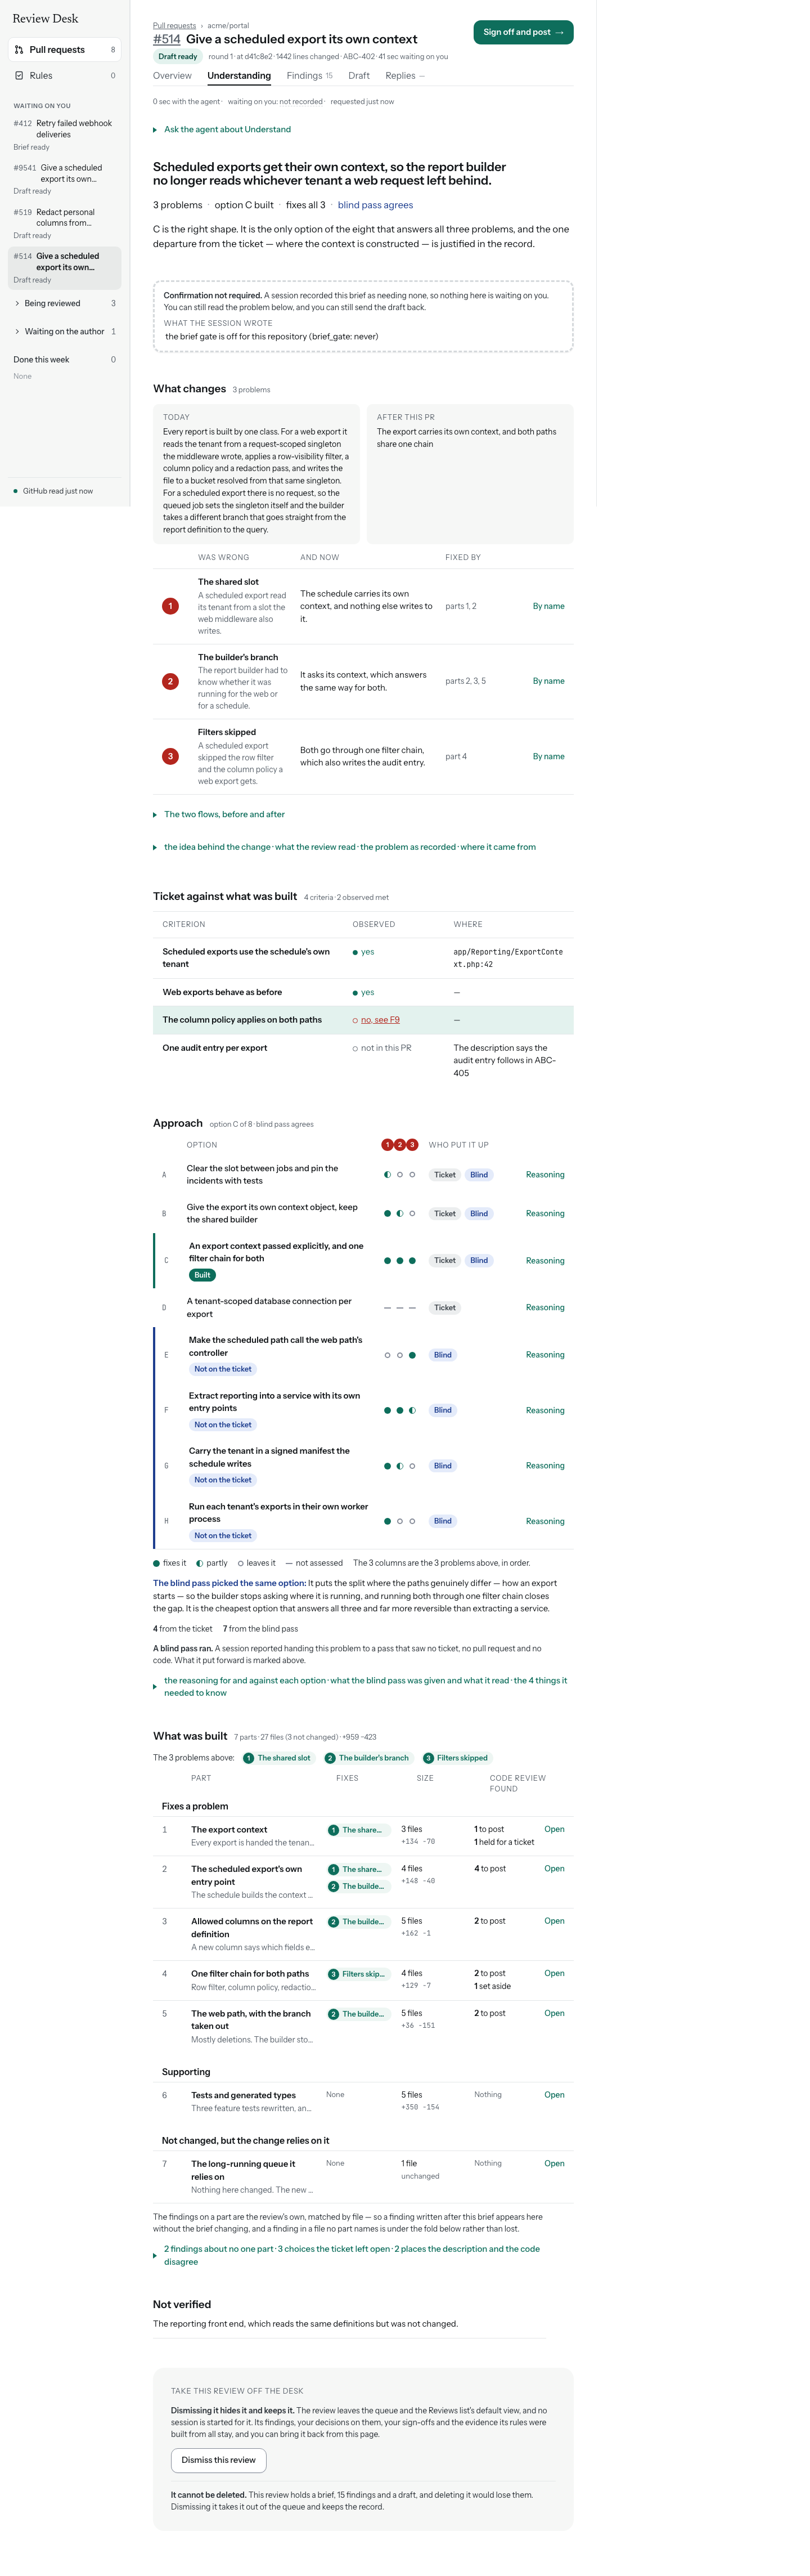 Review Desk
Pull requests 8
Rules 0
WAITING ON YOU
#412 Retry failed webhook
deliveries
Brief ready
#9541 Give a scheduled
export its own…
Draft ready
#519 Redact personal
columns from…
Draft ready
#514 Give a scheduled
export its own…
Draft ready
Being reviewed 3
Waiting on the author 1
Done this week 0
None
GitHub read just now
Pull requests › acme/portal
#514 Give a scheduled export its own context
Sign off and post →
Draft ready round 1 · at d41c8e2 · 1442 lines changed · ABC-402 · 41 sec waiting on you
Overview Understanding Findings 15 Draft Replies –
0 sec with the agent · waiting on you: not recorded · requested just now
Ask the agent about Understand
Scheduled exports get their own context, so the report builder
no longer reads whichever tenant a web request left behind.
3 problems · option C built · fixes all 3 · blind pass agrees
C is the right shape. It is the only option of the eight that answers all three problems, and the one
departure from the ticket — where the context is constructed — is justified in the record.
Confirmation not required. A session recorded this brief as needing none, so nothing here is waiting on you.
You can still read the problem below, and you can still send the draft back.
WHAT THE SESSION WROTE
the brief gate is off for this repository (brief_gate: never)
What changes 3 problems
TODAY
Every report is built by one class. For a web export it
reads the tenant from a request-scoped singleton
the middleware wrote, applies a row-visibility filter, a
column policy and a redaction pass, and writes the
file to a bucket resolved from that same singleton.
For a scheduled export there is no request, so the
queued job sets the singleton itself and the builder
takes a different branch that goes straight from the
report definition to the query.
AFTER THIS PR
The export carries its own context, and both paths
share one chain
WAS WRONG AND NOW FIXED BY
1 The shared slot
A scheduled export read
its tenant from a slot the
web middleware also
writes.
The schedule carries its own
context, and nothing else writes to
it.
parts 1, 2 By name
2 The builder's branch
The report builder had to
know whether it was
running for the web or
for a schedule.
It asks its context, which answers
the same way for both.
parts 2, 3, 5 By name
3 Filters skipped
A scheduled export
skipped the row filter
and the column policy a
web export gets.
Both go through one filter chain,
which also writes the audit entry.
part 4 By name
The two flows, before and after
the idea behind the change · what the review read · the problem as recorded · where it came from
Ticket against what was built 4 criteria · 2 observed met
CRITERION OBSERVED WHERE
Scheduled exports use the schedule's own
tenant
yes
app/Reporting/ExportConte
xt.php:42
Web exports behave as before yes —
The column policy applies on both paths no, see F9 —
One audit entry per export not in this PR
The description says the
audit entry follows in ABC-
405
Approach option C of 8 · blind pass agrees
OPTION 1 2 3 WHO PUT IT UP
A Clear the slot between jobs and pin the
incidents with tests
Ticket Blind Reasoning
B Give the export its own context object, keep
the shared builder
Ticket Blind Reasoning
C An export context passed explicitly, and one
filter chain for both
Built
Ticket Blind Reasoning
D A tenant-scoped database connection per
export
— — — Ticket Reasoning
E Make the scheduled path call the web path's
controller
Not on the ticket
Blind Reasoning
F Extract reporting into a service with its own
entry points
Not on the ticket
Blind Reasoning
G Carry the tenant in a signed manifest the
schedule writes
Not on the ticket
Blind Reasoning
H Run each tenant's exports in their own worker
process
Not on the ticket
Blind Reasoning
fixes it partly leaves it — not assessed The 3 columns are the 3 problems above, in order.
The blind pass picked the same option: It puts the split where the paths genuinely differ — how an export
starts — so the builder stops asking where it is running, and running both through one filter chain closes
the gap. It is the cheapest option that answers all three and far more reversible than extracting a service.
4 from the ticket 7 from the blind pass
A blind pass ran. A session reported handing this problem to a pass that saw no ticket, no pull request and no
code. What it put forward is marked above.
the reasoning for and against each option · what the blind pass was given and what it read · the 4 things it
needed to know
What was built 7 parts · 27 files (3 not changed) · +959 −423
The 3 problems above: 1 The shared slot 2 The builder's branch 3 Filters skipped
PART FIXES SIZE CODE REVIEW
FOUND
Fixes a problem
1 The export context
Every export is handed the tenan…
1 The share…
3 files
+134 -70
1 to post
1 held for a ticket
Open
2 The scheduled export's own
entry point
The schedule builds the context …
1 The share…
2 The builde…
4 files
+148 -40
4 to post
Open
3 Allowed columns on the report
definition
A new column says which fields e…
2 The builde…
5 files
+162 -1
2 to post
Open
4 One filter chain for both paths
Row filter, column policy, redactio…
3 Filters skip…
4 files
+129 -7
2 to post
1 set aside
Open
5 The web path, with the branch
taken out
Mostly deletions. The builder sto…
2 The builde…
5 files
+36 -151
2 to post
Open
Supporting
6 Tests and generated types
Three feature tests rewritten, an…
None
5 files
+350 -154
Nothing
Open
Not changed, but the change relies on it
7 The long-running queue it
relies on
Nothing here changed. The new …
None
1 file
unchanged
Nothing
Open
The findings on a part are the review's own, matched by file — so a finding written after this brief appears here
without the brief changing, and a finding in a file no part names is under the fold below rather than lost.
2 findings about no one part · 3 choices the ticket left open · 2 places the description and the code
disagree
Not verified
The reporting front end, which reads the same definitions but was not changed.
TAKE THIS REVIEW OFF THE DESK
Dismissing it hides it and keeps it. The review leaves the queue and the Reviews list's default view, and no
session is started for it. Its findings, your decisions on them, your sign-offs and the evidence its rules were
built from all stay, and you can bring it back from this page.
Dismiss this review
It cannot be deleted. This review holds a brief, 15 findings and a draft, and deleting it would lose them.
Dismissing it takes it out of the queue and keeps the record.